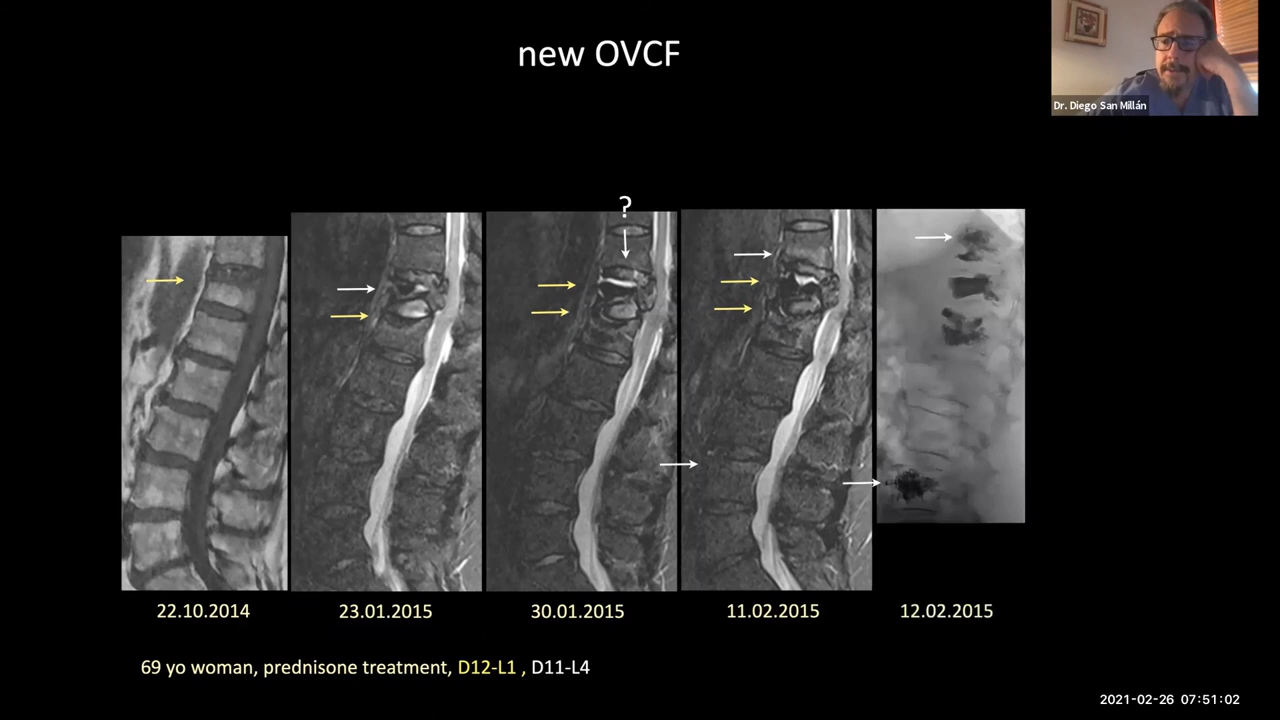 new OVCF
Dr. Diego San Millán
?
22.10.2014
23.01.2015
30.01.2015
11.02.2015
12.02.2015
69 yo woman, prednisone treatment, D12-L1 , D11-L4
2021-02-26 07:51:02